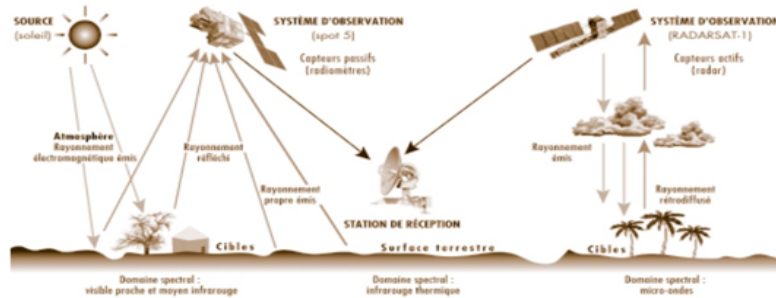 SOURCE
(soleil)
SYSTÈME D'OBSERVATION
(spot 5)
Capteurs passifs
(radiomètres)
SYSTÈME D'OBSERVATION
(RADARSAT-1)
Capteurs actifs
(radar)
Atmosphère
Rayonnement
électromagnétique émis
Rayonnement
réfléchi
Rayonnement
propre émis
STATION DE RÉCEPTION
Rayonnement
émis
Rayonnement
rétrodiffusé
Cibles
Surface terrestre
Cibles
Domaine spectral :
visible proche et moyen infrarouge
Domaine spectral :
infrarouge thermique
Domaine spectral :
micro-ondes